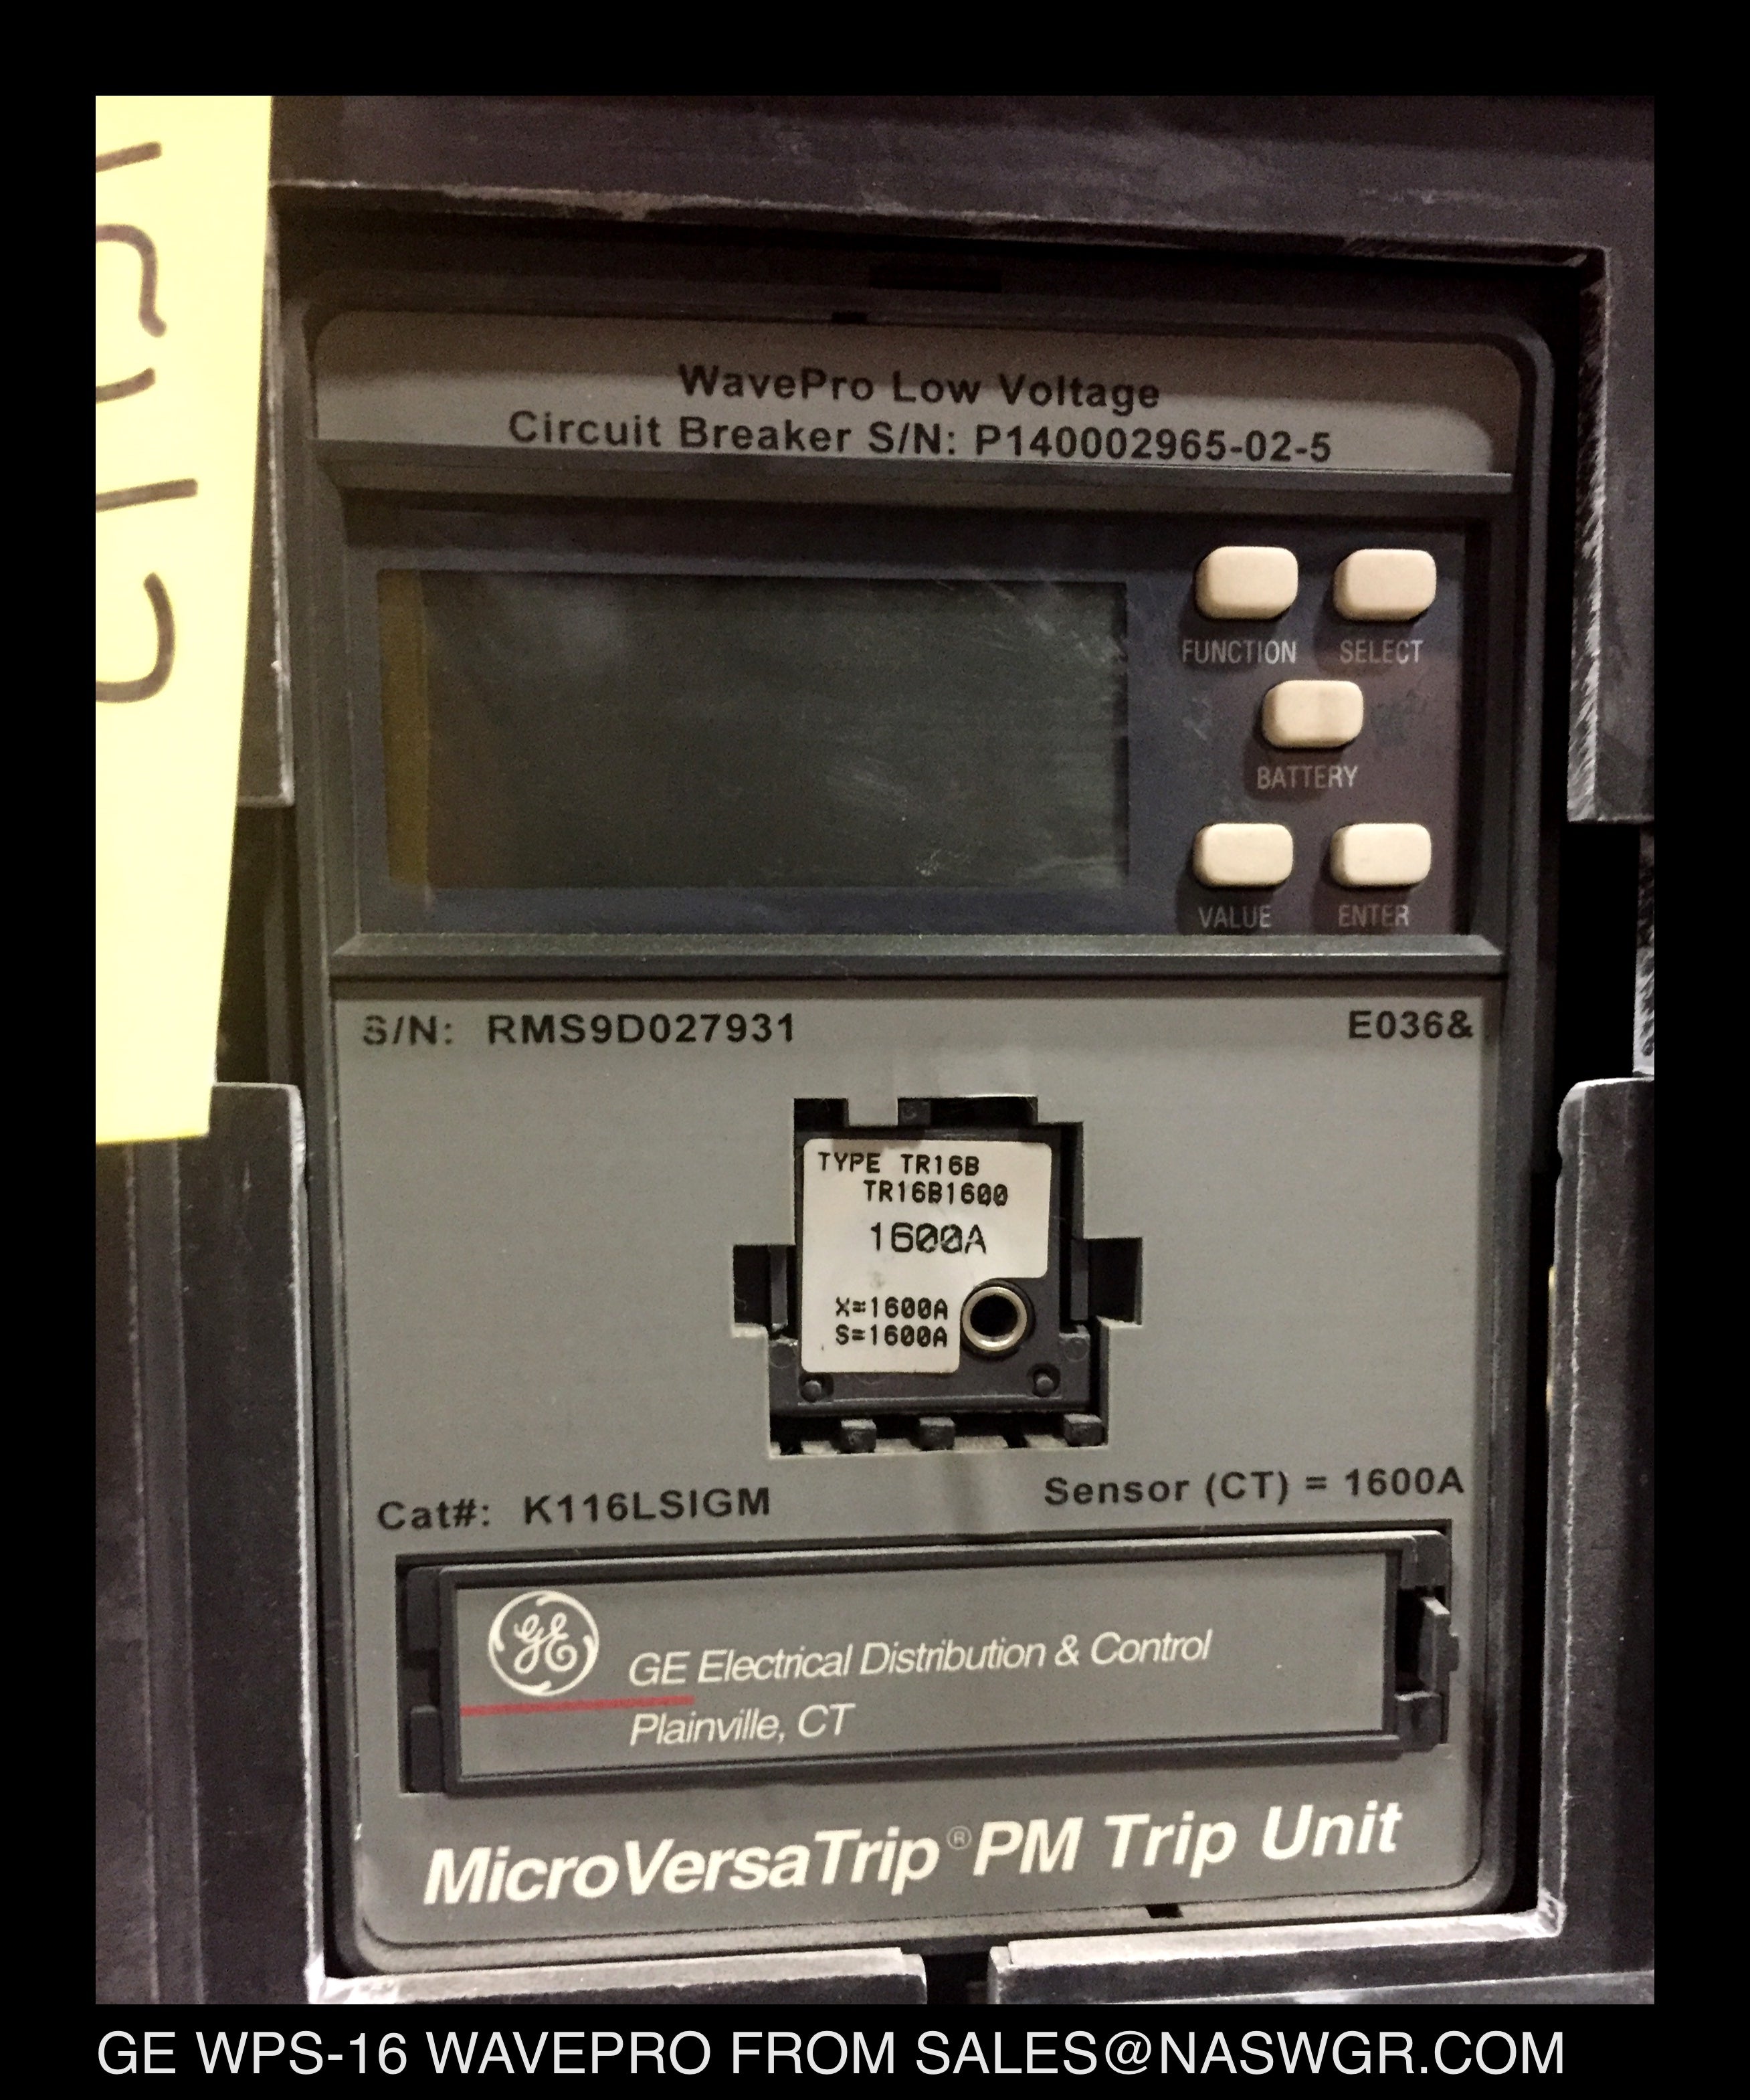 WavePro Low Voltage
Circuit Breaker S/N: P140002965-02-5
FUNCTION SELECT
BATTERY
VALUE ENTER
S/N: RMS9D027931 E036&
TYPE TR16B
TR16B1600
1600A
X=1600A
S=1600A
Cat#: K116LSIGM Sensor (CT) = 1600A
GE
GE Electrical Distribution & Control
Plainville, CT
MicroVersaTrip® PM Trip Unit
GE WPS-16 WAVEPRO FROM SALES@NASWGR.COM